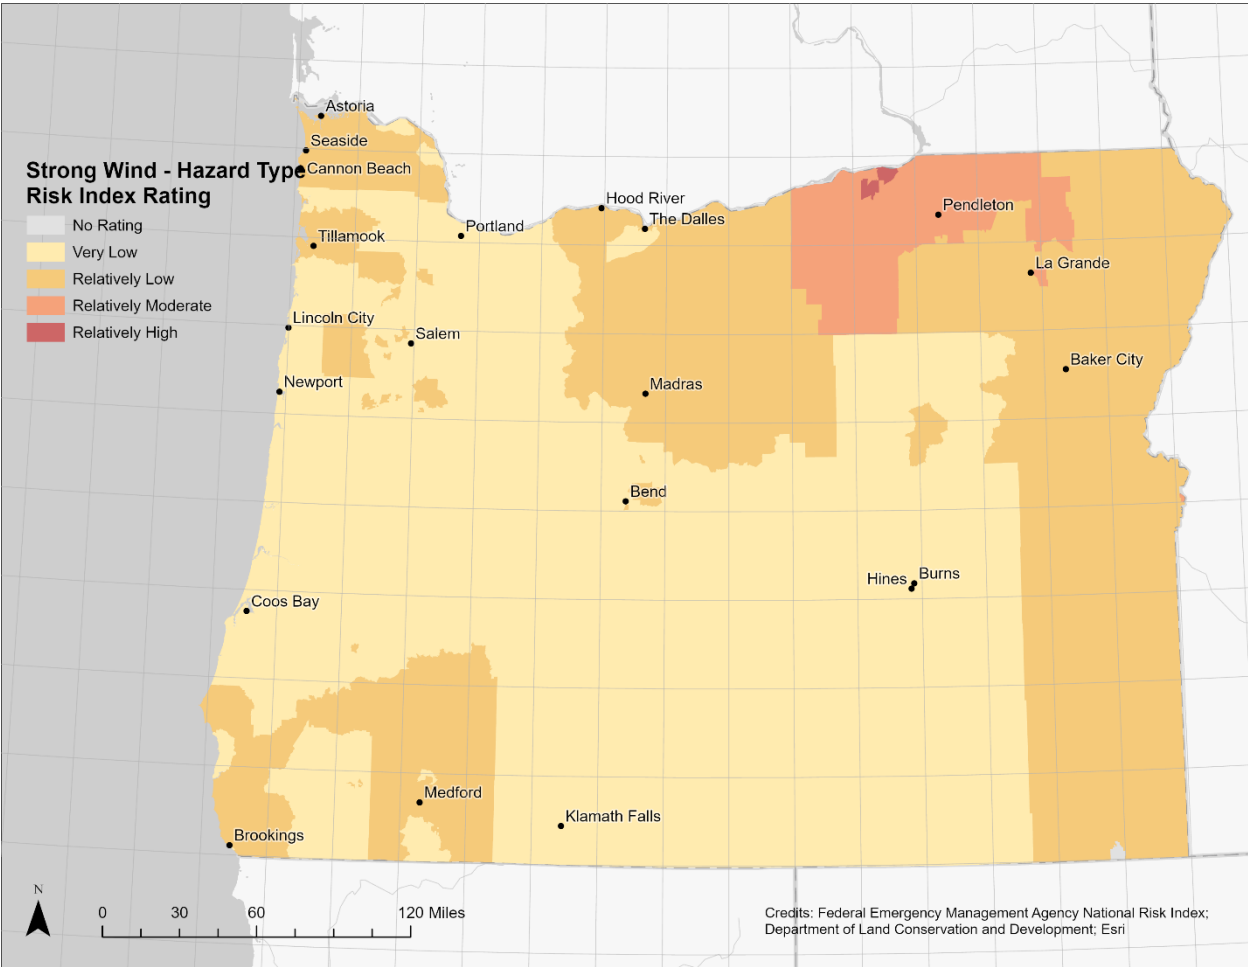 Astoria
Seaside
Strong Wind - Hazard Type
Cannon Beach
Risk Index Rating
No Rating
Very Low
Relatively Low
Relatively Moderate
Relatively High
Hood River
The Dalles
Portland
Pendleton
Tillamook
La Grande
Lincoln City
Salem
Baker City
Newport
Madras
Bend
Hines
Burns
Coos Bay
Medford
Klamath Falls
Brookings
N
0 30 60 120 Miles
Credits: Federal Emergency Management Agency National Risk Index;
Department of Land Conservation and Development; Esri